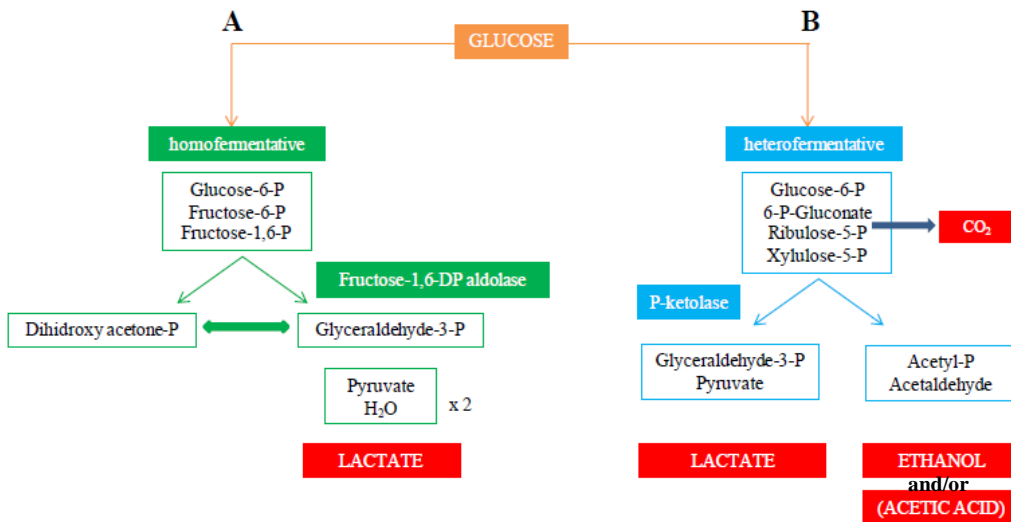 A
B
GLUCOSE
homofermentative
Glucose-6-P
Fructose-6-P
Fructose-1,6-P
Fructose-1,6-DP aldolase
Dihidroxy acetone-P
Glyceraldehyde-3-P
Pyruvate
H₂O
x 2
LACTATE
heterofermentative
Glucose-6-P
6-P-Gluconate
Ribulose-5-P
Xylulose-5-P
CO₂
P-ketolase
Glyceraldehyde-3-P
Pyruvate
Acetyl-P
Acetaldehyde
LACTATE
ETHANOL
and/or
(ACETIC ACID)